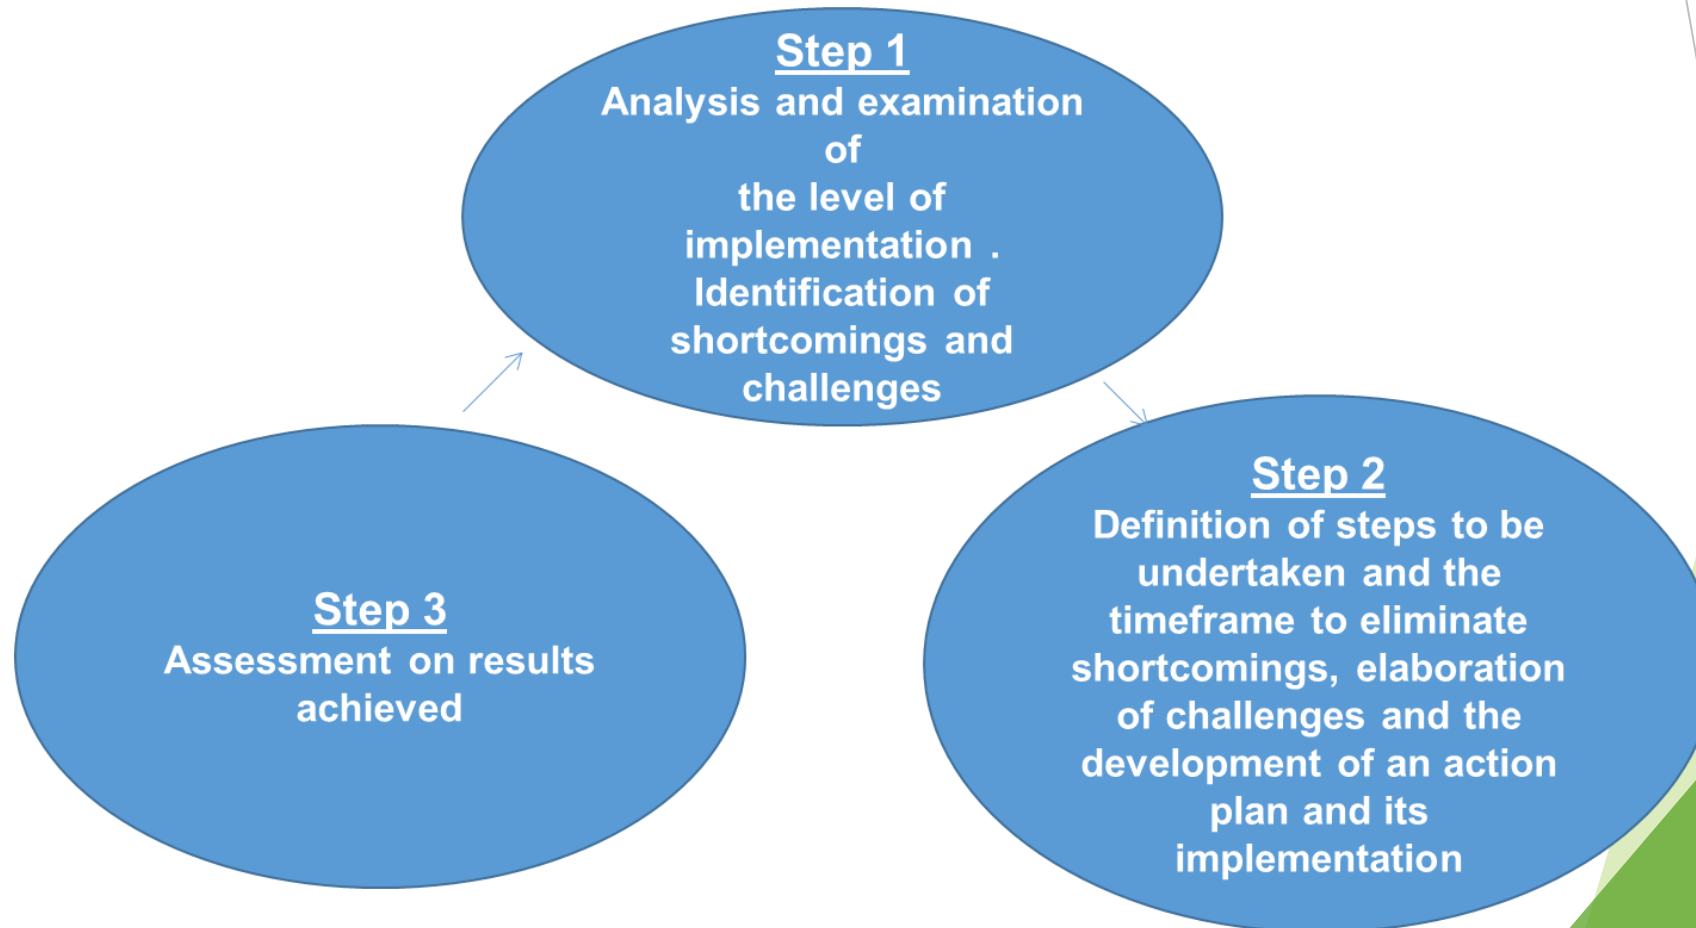 Step 1
Analysis and examination
of
the level of
implementation .
Identification of
shortcomings and
challenges
Step 2
Definition of steps to be
undertaken and the
timeframe to eliminate
shortcomings, elaboration
of challenges and the
development of an action
plan and its
implementation
Step 3
Assessment on results
achieved